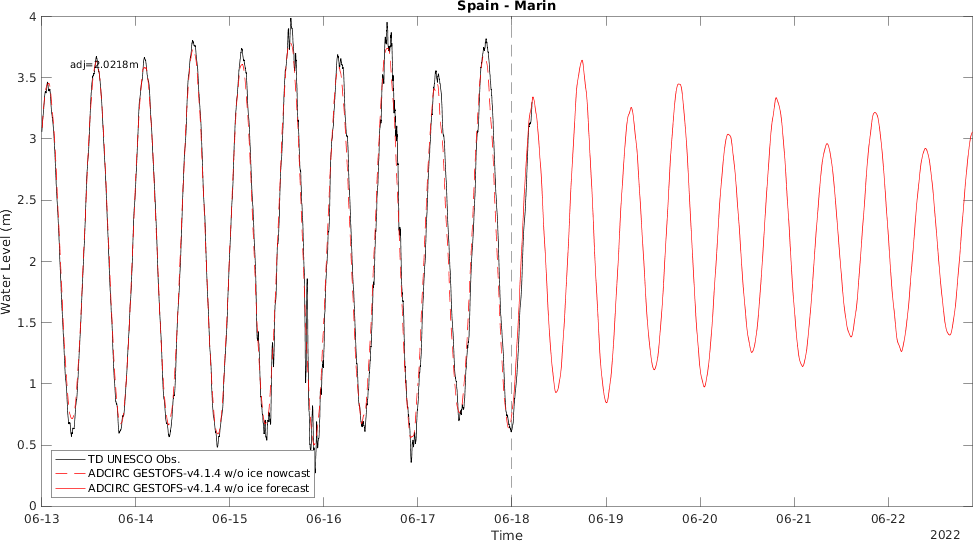 Spain - Marin
adj=2.0218m
4
3.5
3
2.5
2
1.5
1
0.5
0
Water Level (m)
TD UNESCO Obs.
ADCIRC GESTOFS-v4.1.4 w/o ice nowcast
ADCIRC GESTOFS-v4.1.4 w/o ice forecast
06-13 06-14 06-15 06-16 06-17 06-18 06-19 06-20 06-21 06-22
Time
2022